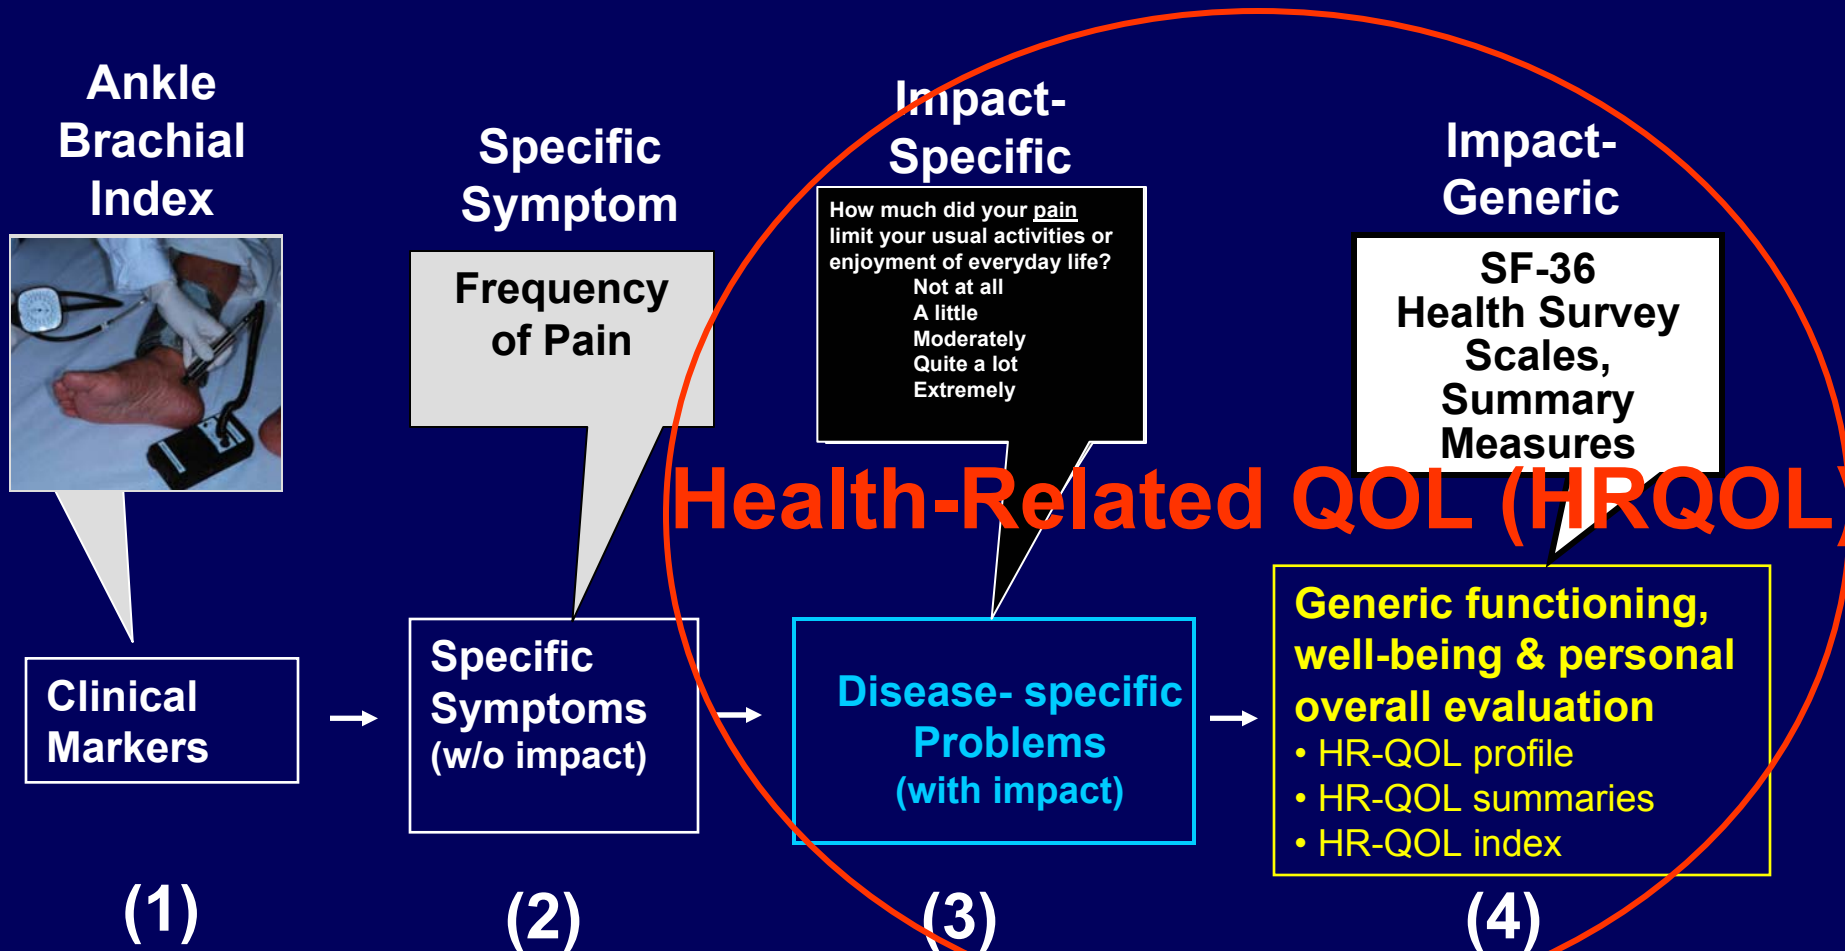 Ankle
Brachial
Index
Specific
Symptom
Frequency
of Pain
Impact-
Specific
How much did your pain
limit your usual activities or
enjoyment of everyday life?
Not at all
A little
Moderately
Quite a lot
Extremely
Impact-
Generic
SF-36
Health Survey
Scales,
Summary
Measures
Health-Related QOL (HRQOL)
Clinical
Markers
Specific
Symptoms
(w/o impact)
Disease- specific
Problems
(with impact)
Generic functioning,
well-being & personal
overall evaluation
• HR-QOL profile
• HR-QOL summaries
• HR-QOL index
(1)
(2)
(3)
(4)